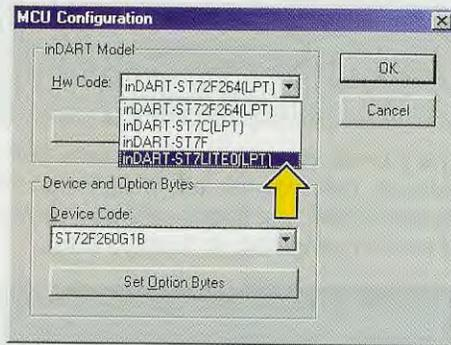 MCU Configuration
inDART Model
Hw Code:
inDART-ST72F264(LPT)
inDART-ST72F264(LPT)
inDART-ST7C(LPT)
inDART-ST7F
inDART-ST7LITE0(LPT)
OK
Cancel
Device and Option Bytes
Device Code:
ST72F260G1B
Set Option Bytes